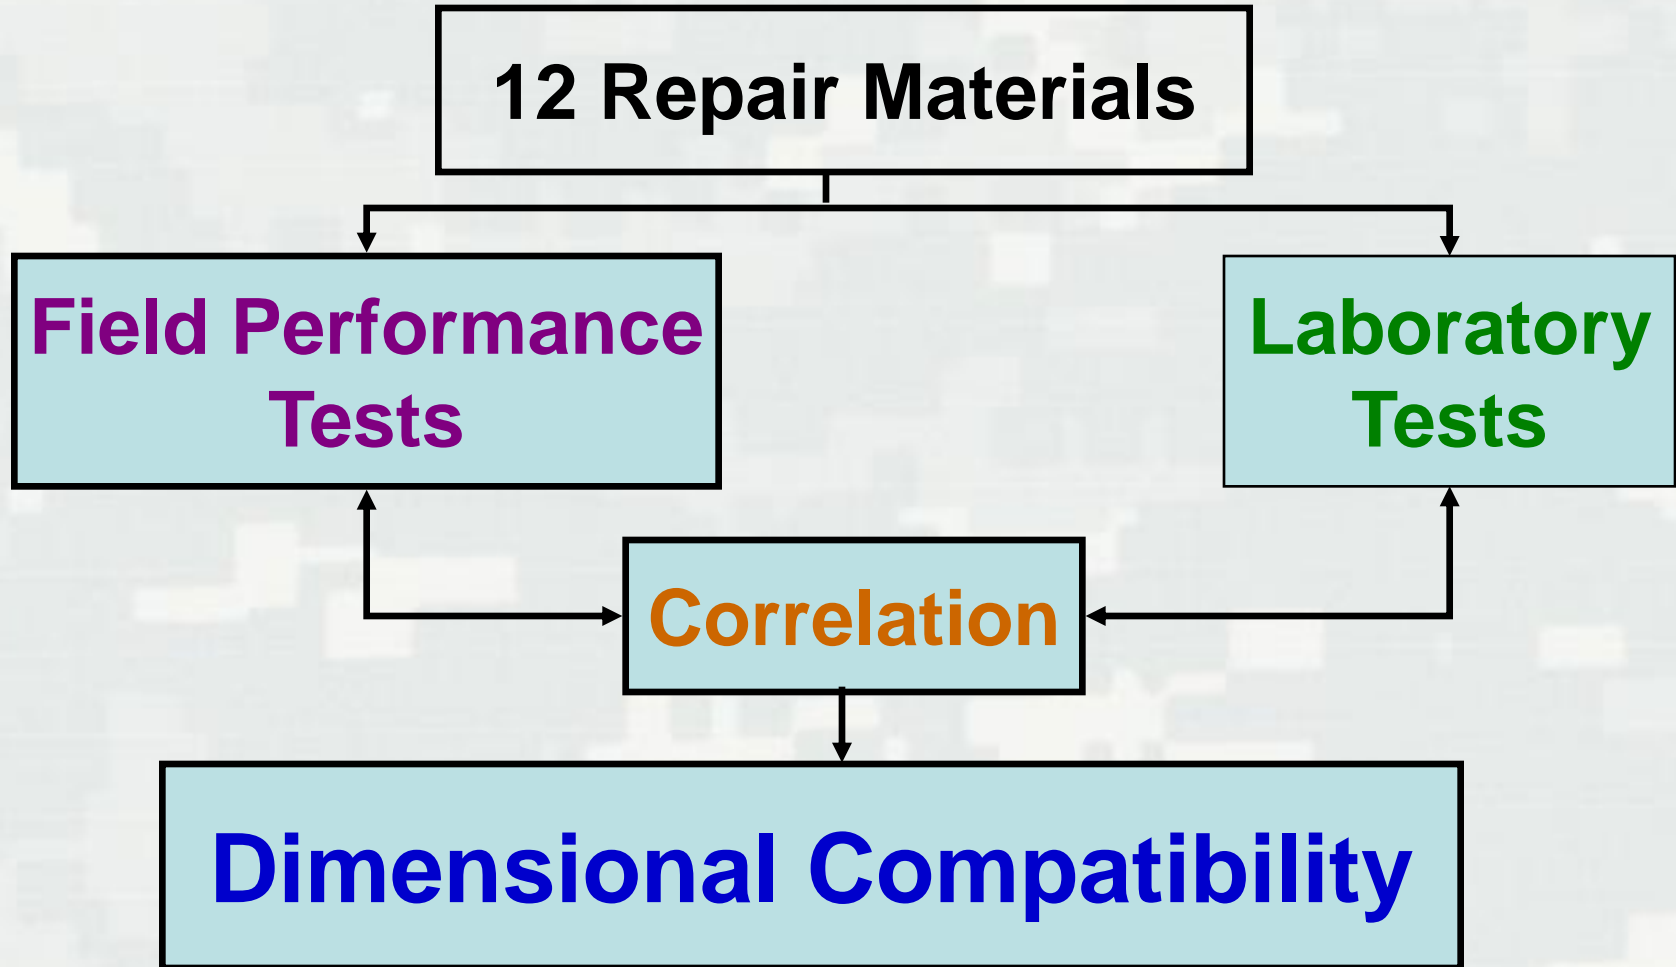 12 Repair Materials
Field Performance
Tests
Laboratory
Tests
Correlation
Dimensional Compatibility